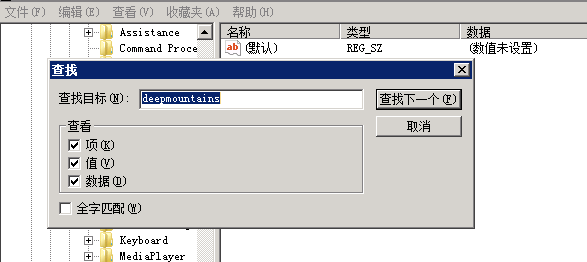 文件(F) 编辑(E) 查看(V) 收藏夹(A) 帮助(H)
Assistance
Command Proce
名称 类型 数据
(默认) REG_SZ (数值未设置)
查找
查找目标(N): deepmountains 查找下一个(F)
取消
查看
项(K)
值(V)
数据(D)
全字匹配(W)
Keyboard
MediaPlayer